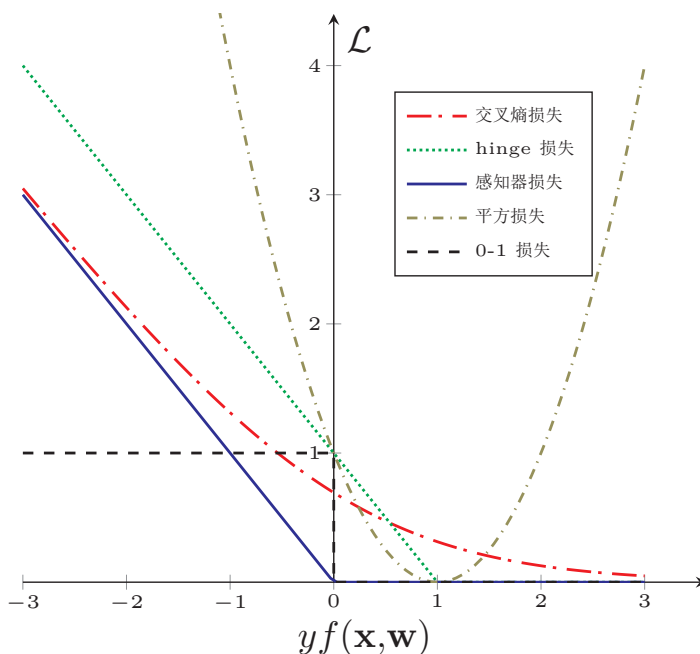 ℒ
4
3
2
1
交叉熵损失
hinge 损失
感知器损失
平方损失
0-1 损失
−3 −2 −1 0 1 2 3
yf(x,w)